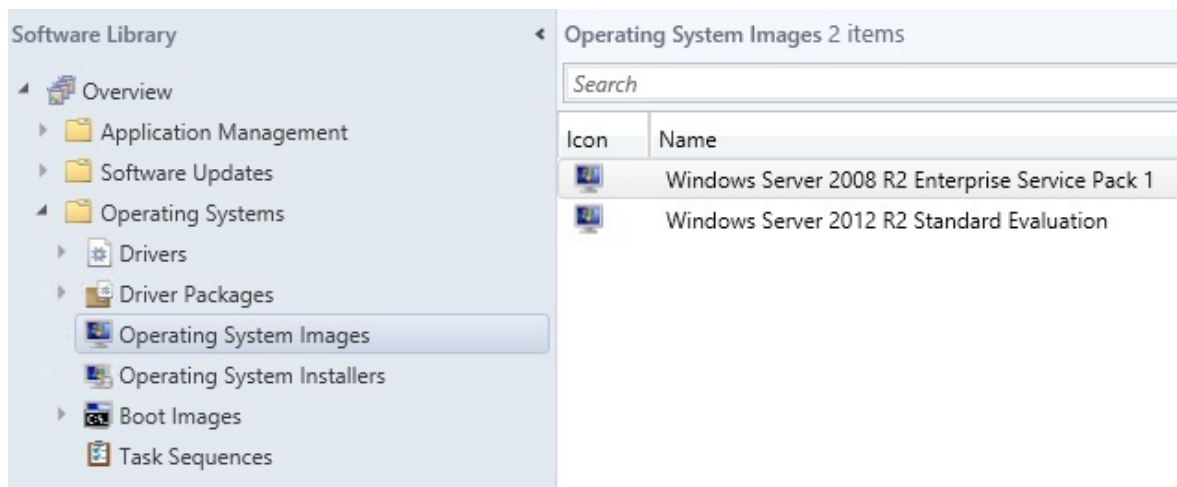 Software Library
Overview
Application Management
Software Updates
Operating Systems
Drivers
Driver Packages
Operating System Images
Operating System Installers
Boot Images
Task Sequences
Operating System Images 2 items
Search
Icon Name
Windows Server 2008 R2 Enterprise Service Pack 1
Windows Server 2012 R2 Standard Evaluation